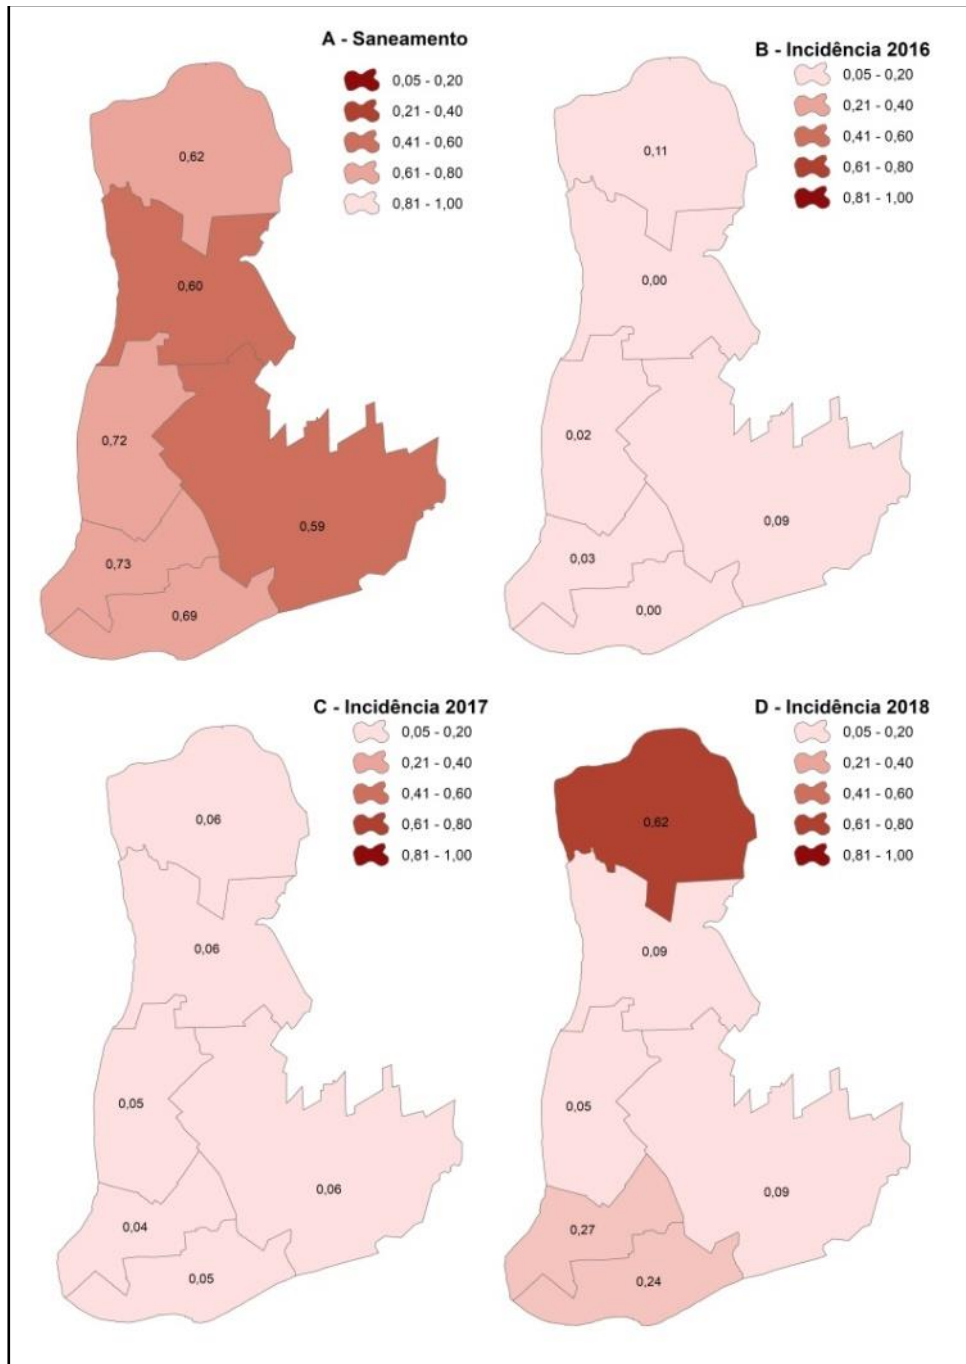 A - Saneamento
0,05 - 0,20
0,21 - 0,40
0,41 - 0,60
0,61 - 0,80
0,81 - 1,00
0,62
0,60
0,72
0,59
0,73
0,69
B - Incidência 2016
0,05 - 0,20
0,21 - 0,40
0,41 - 0,60
0,61 - 0,80
0,81 - 1,00
0,11
0,00
0,02
0,09
0,03
0,00
C - Incidência 2017
0,05 - 0,20
0,21 - 0,40
0,41 - 0,60
0,61 - 0,80
0,81 - 1,00
0,06
0,06
0,05
0,06
0,04
0,05
D - Incidência 2018
0,05 - 0,20
0,21 - 0,40
0,41 - 0,60
0,61 - 0,80
0,81 - 1,00
0,62
0,09
0,05
0,09
0,27
0,24